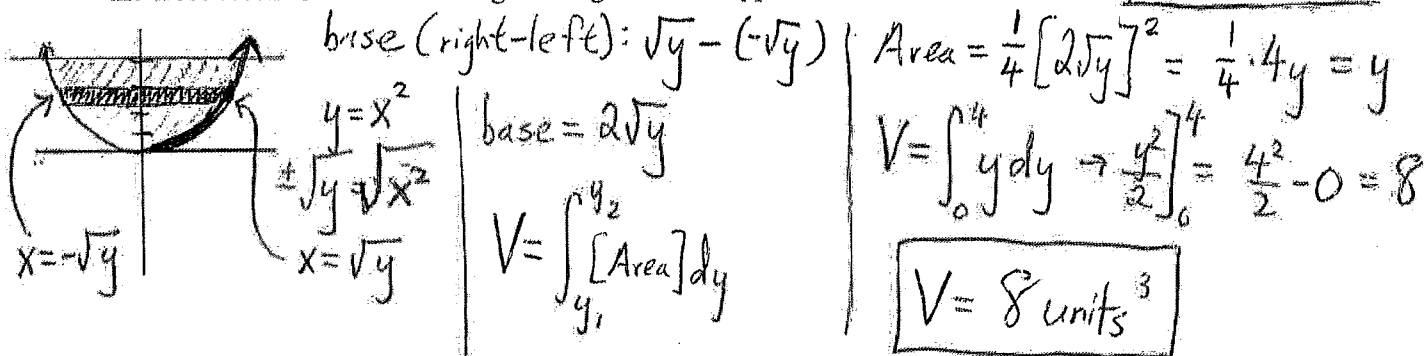 base (right-left): √y - (-√y)
y = x²
±√y = √x²
x = -√y
x = √y
base = 2√y
V = ∫_{y₁}^{y₂} [Area] dy
Area = 1/4 [2√y]² = 1/4 · 4y = y
V = ∫₀⁴ y dy → y²/2 ]₀⁴ = 4²/2 - 0 = 8
V = 8 units³